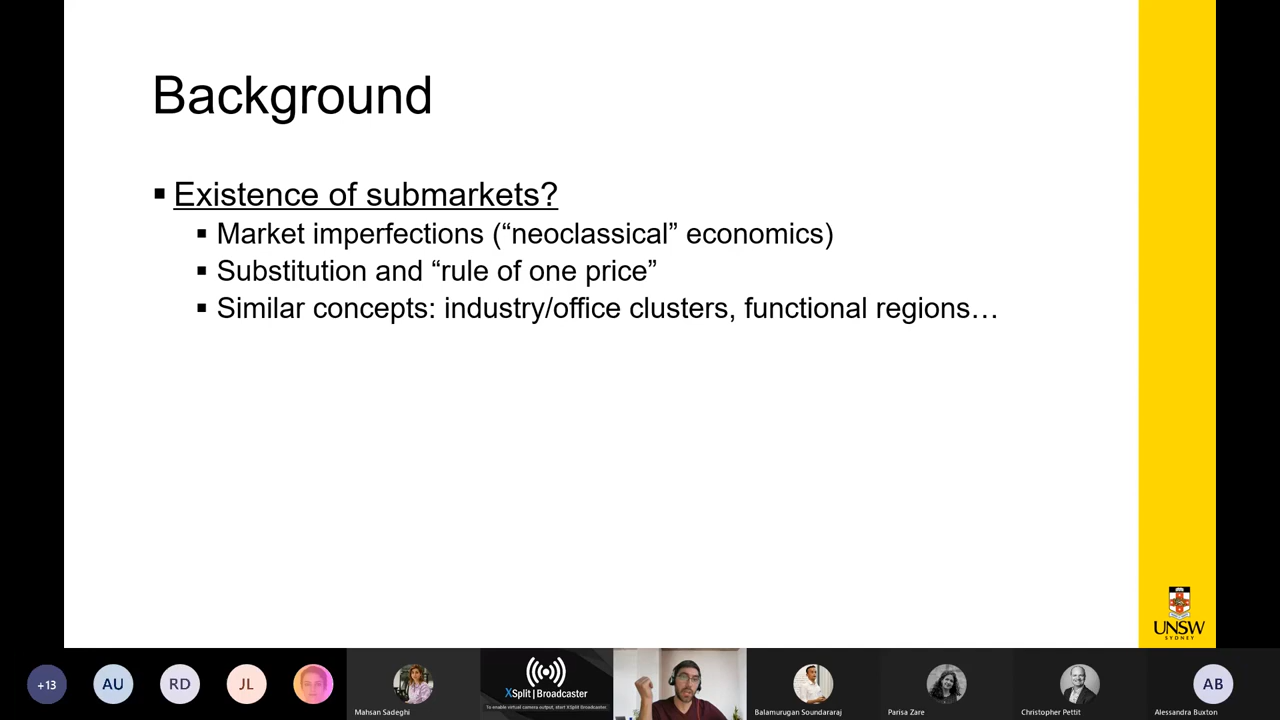 Background
▪ Existence of submarkets?
▪ Market imperfections (“neoclassical” economics)
▪ Substitution and “rule of one price”
▪ Similar concepts: industry/office clusters, functional regions…
UNSW
SYDNEY
+13
AU
RD
JL
Mahsan Sadeghi
XSplit | Broadcaster
To enable virtual camera output, start XSplit Broadcaster
Balamurugan Soundararaj
Parisa Zare
Christopher Pettit
AB
Alessandra Buxton